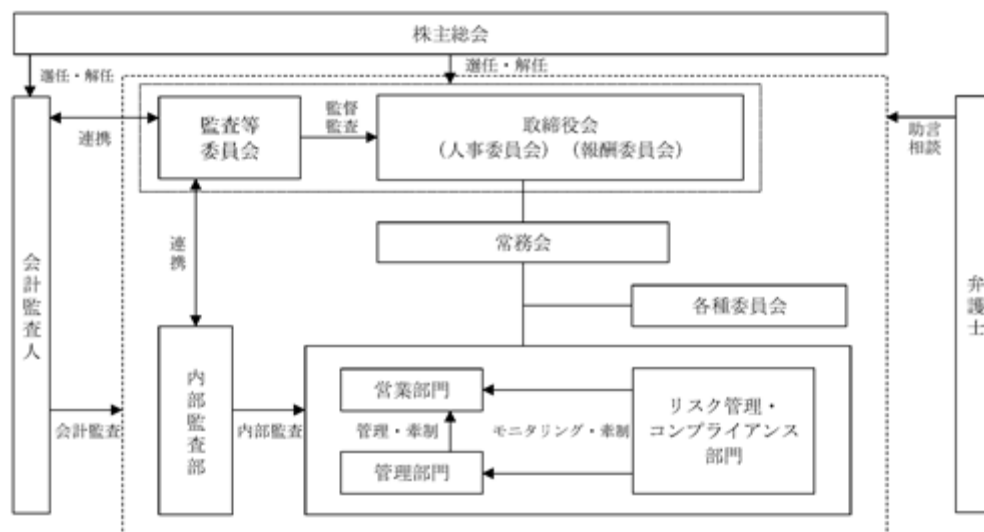 株主総会
選任・解任
選任・解任
監査等
委員会
監督
監査
取締役会
（人事委員会）（報酬委員会）
連携
助言
相談
常務会
連携
会計監査人
各種委員会
弁護士
内部監査部
営業部門
リスク管理・
コンプライアンス
部門
管理・牽制
モニタリング・牽制
会計監査
内部監査
管理部門